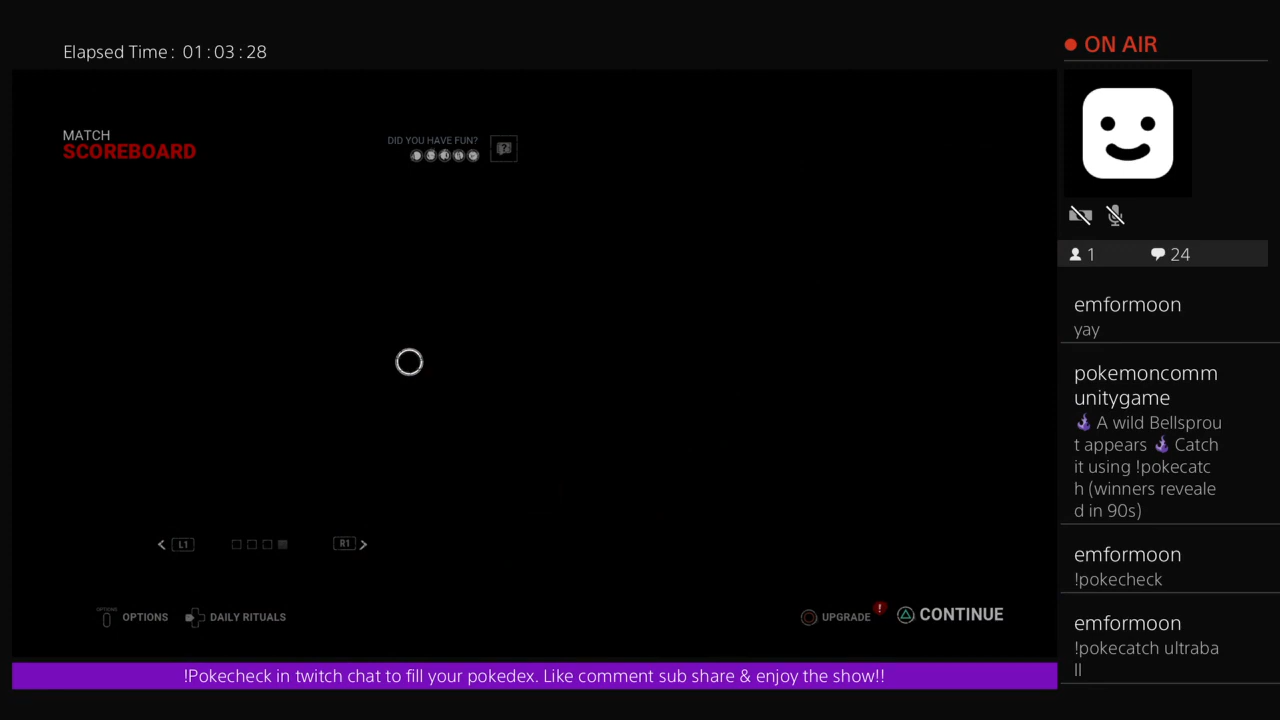 Elapsed Time: 01:03:28
ON AIR
MATCH
SCOREBOARD
DID YOU HAVE FUN?
?
1
24
emformoon
yay
pokemoncomm
unitygame
A wild Bellsprou
t appears Catch
it using !pokecatc
h (winners reveale
d in 90s)
emformoon
!pokecheck
emformoon
!pokecatch ultraba
ll
L1
R1
OPTIONS
OPTIONS
DAILY RITUALS
UPGRADE
!
CONTINUE
!Pokecheck in twitch chat to fill your pokedex. Like comment sub share & enjoy the show!!